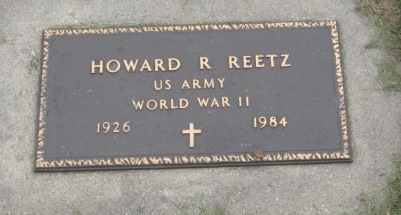 HOWARD R REETZ
US ARMY
WORLD WAR II
1926 1984